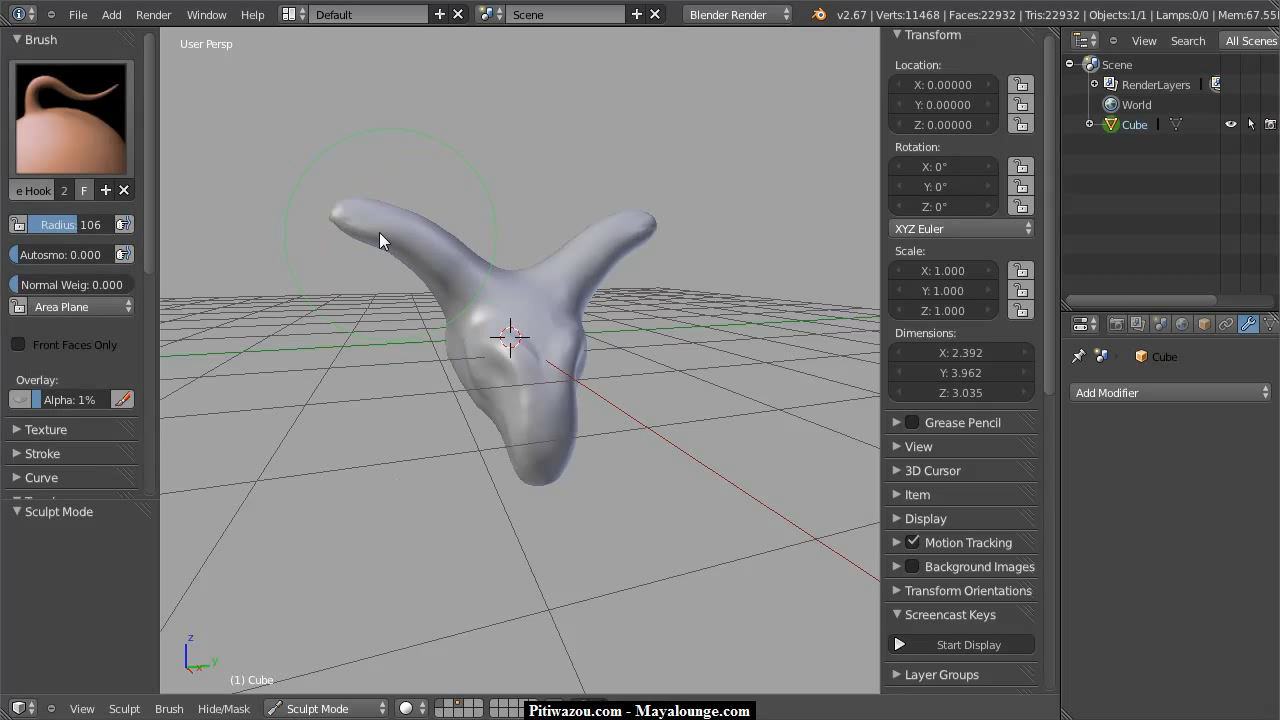 File Add Render Window Help Default Scene Blender Render v2.67 | Verts:11468 | Faces:22932 | Tris:22932 | Objects:1/1 | Lamps:0/0 | Mem:67.55
Brush
e Hook 2 F
Radius: 106
Autosmo: 0.000
Normal Weig: 0.000
Area Plane
Front Faces Only
Overlay:
Alpha: 1%
Texture
Stroke
Curve
Sculpt Mode
User Persp
z
y
x
(1) Cube
Transform
Location:
X: 0.00000
Y: 0.00000
Z: 0.00000
Rotation:
X: 0°
Y: 0°
Z: 0°
XYZ Euler
Scale:
X: 1.000
Y: 1.000
Z: 1.000
Dimensions:
X: 2.392
Y: 3.962
Z: 3.035
Grease Pencil
View
3D Cursor
Item
Display
Motion Tracking
Background Images
Transform Orientations
Screencast Keys
Start Display
Layer Groups
View Search All Scenes
Scene
RenderLayers
World
Cube
Cube
Add Modifier
View Sculpt Brush Hide/Mask Sculpt Mode
Pitiwazou.com - Mayalounge.com